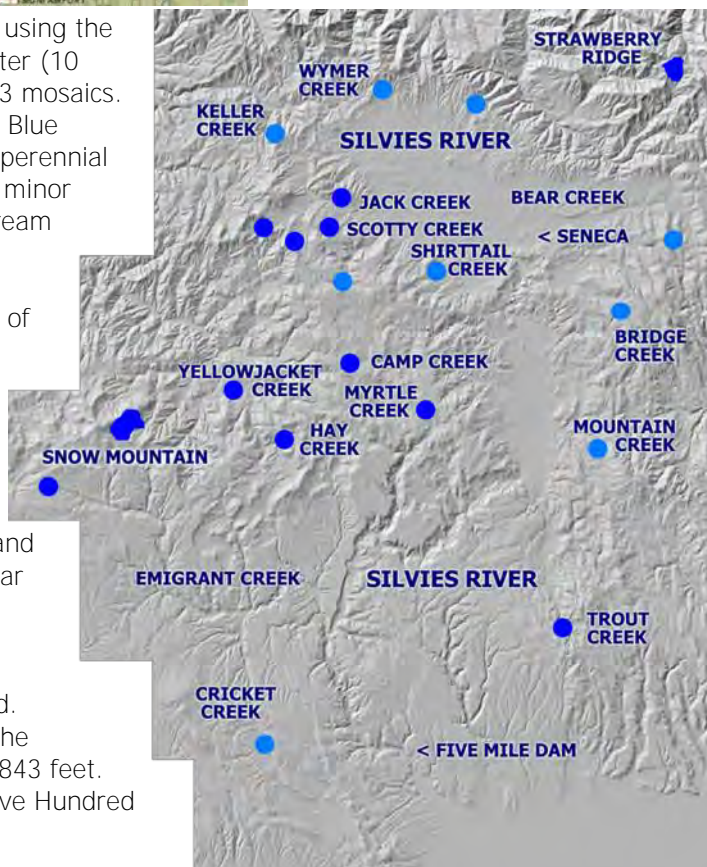 using the
ter (10
3 mosaics.
Blue
perennial
minor
ream
of
and
ar
d.
he
843 feet.
ve Hundred
STRAWBERRY
RIDGE
WYMER
CREEK
KELLER
CREEK
SILVIES RIVER
JACK CREEK
BEAR CREEK
SCOTTY CREEK
< SENECA
SHIRTTAIL
CREEK
BRIDGE
CREEK
CAMP CREEK
YELLOWJACKET
CREEK
MYRTLE
CREEK
HAY
CREEK
MOUNTAIN
CREEK
SNOW MOUNTAIN
EMIGRANT CREEK
SILVIES RIVER
TROUT
CREEK
CRICKET
CREEK
< FIVE MILE DAM